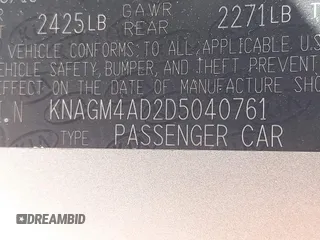 GAWR
2425LB REAR 2271LB
VEHICLE CONFORMS TO ALL APPLICABLE U.S.
VEHICLE SAFETY, BUMPER, AND THEFT
EFFECT ON THE DATE OF MANUFACTURE SHO
.N KNAGM4AD2D5040761
TYPE PASSENGER CAR
DREAMBID